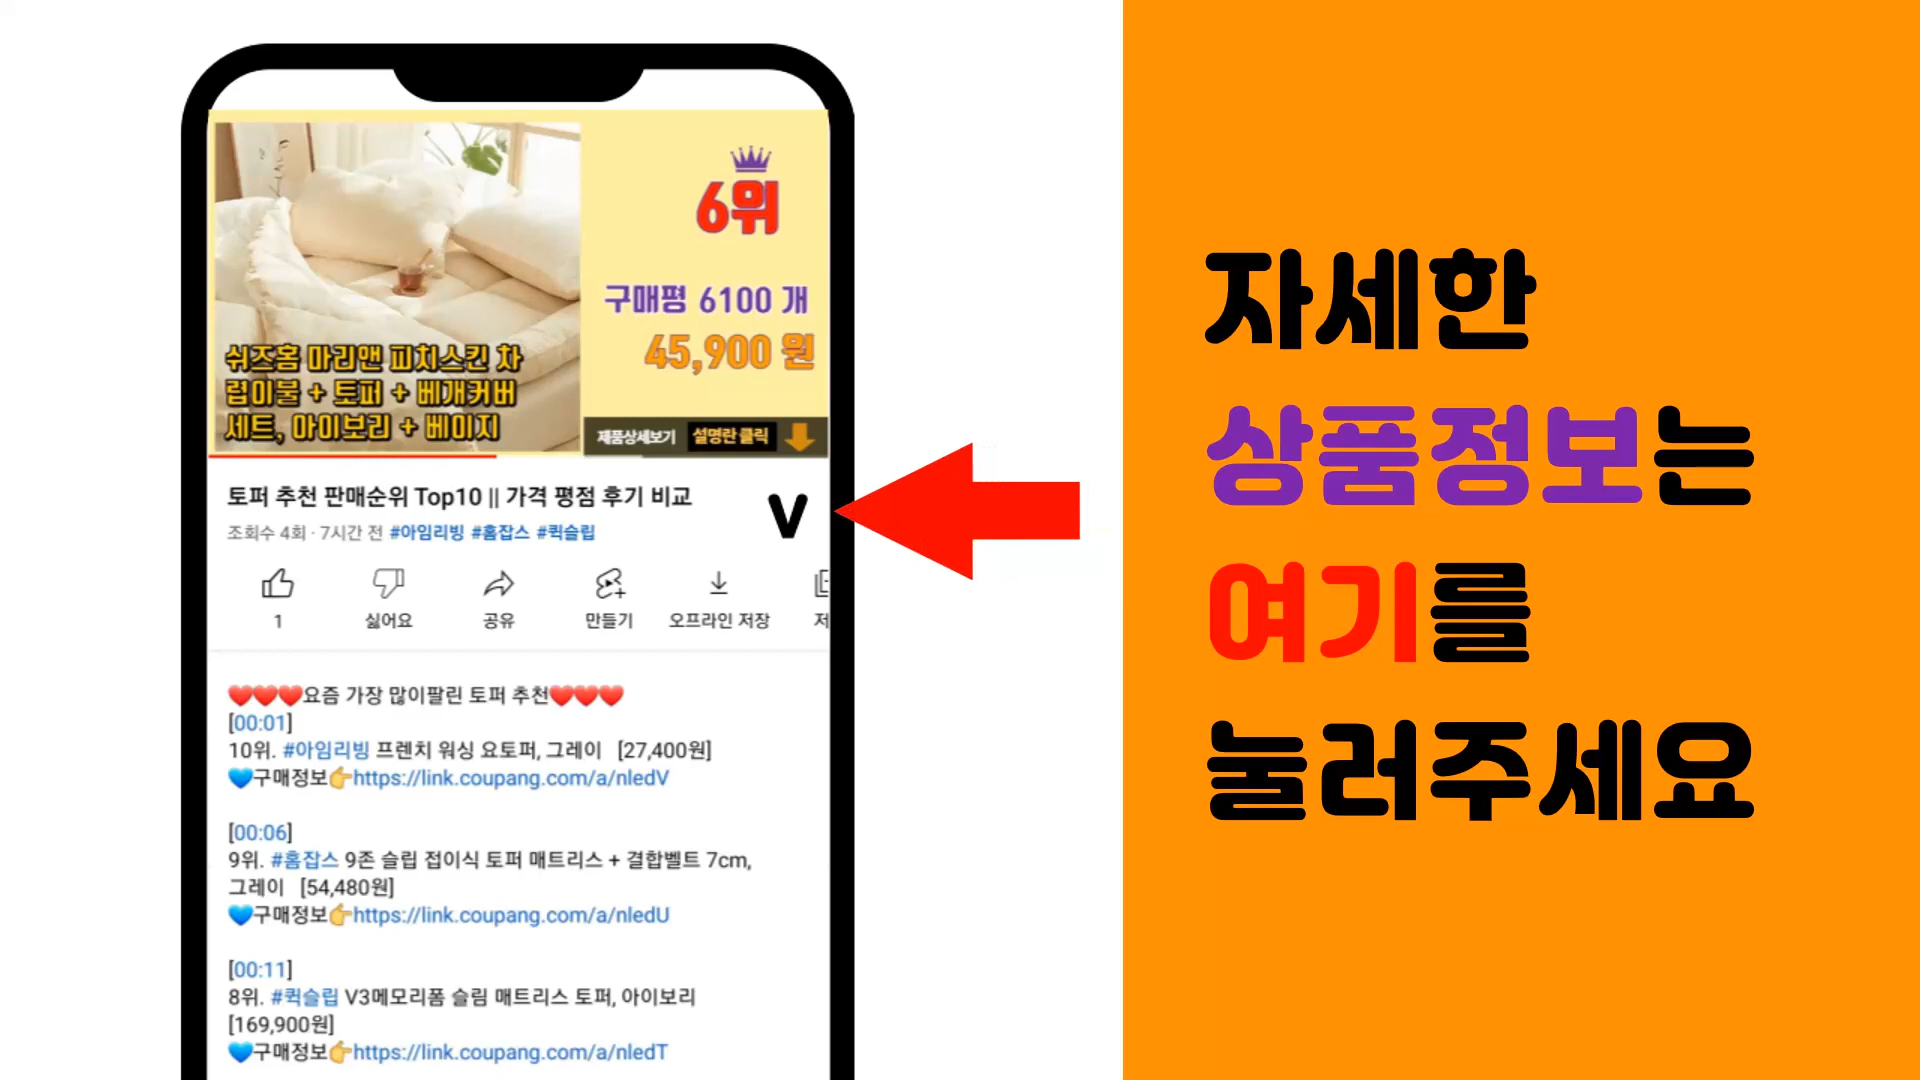 6위
구매평 6100 개
45,900 원
쉬즈홈 마리앤 피치스킨 차
렵이불 + 토퍼 + 베개커버
세트, 아이보리 + 베이지
제품상세보기 설명란 클릭
토퍼 추천 판매순위 Top10 || 가격 평점 후기 비교
V
조회수 4회 · 7시간 전 #아임리빙 #홈잡스 #퀵슬립
1 싫어요 공유 만들기 오프라인 저장 저
❤️❤️❤️요즘 가장 많이팔린 토퍼 추천❤️❤️❤️
[00:01]
10위. #아임리빙 프렌치 워싱 요토퍼, 그레이 [27,400원]
💙구매정보👉https://link.coupang.com/a/nledV
[00:06]
9위. #홈잡스 9존 슬립 접이식 토퍼 매트리스 + 결합벨트 7cm,
그레이 [54,480원]
💙구매정보👉https://link.coupang.com/a/nledU
[00:11]
8위. #퀵슬립 V3메모리폼 슬림 매트리스 토퍼, 아이보리
[169,900원]
💙구매정보👉https://link.coupang.com/a/nledT
자세한
상품정보는
여기를
눌러주세요